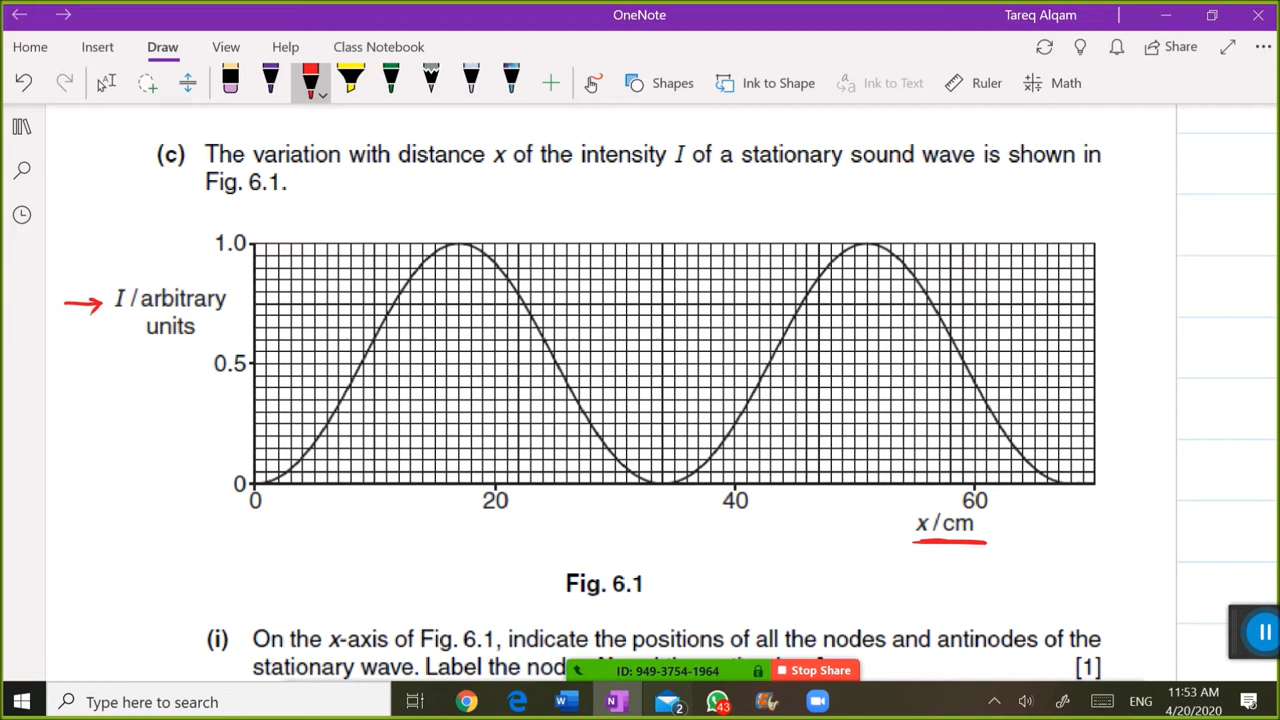 OneNote
Tareq Alqam
Home Insert Draw View Help Class Notebook
Share
Shapes Ink to Shape Ink to Text Ruler Math
(c) The variation with distance x of the intensity I of a stationary sound wave is shown in
Fig. 6.1.
1.0
I / arbitrary
units
0.5
0
0 20 40 60
x / cm
Fig. 6.1
(i) On the x-axis of Fig. 6.1, indicate the positions of all the nodes and antinodes of the
stationary wave. Label the [1]
ID: 949-3754-1964 Stop Share
Type here to search
2
43
ENG
11:53 AM
4/20/2020